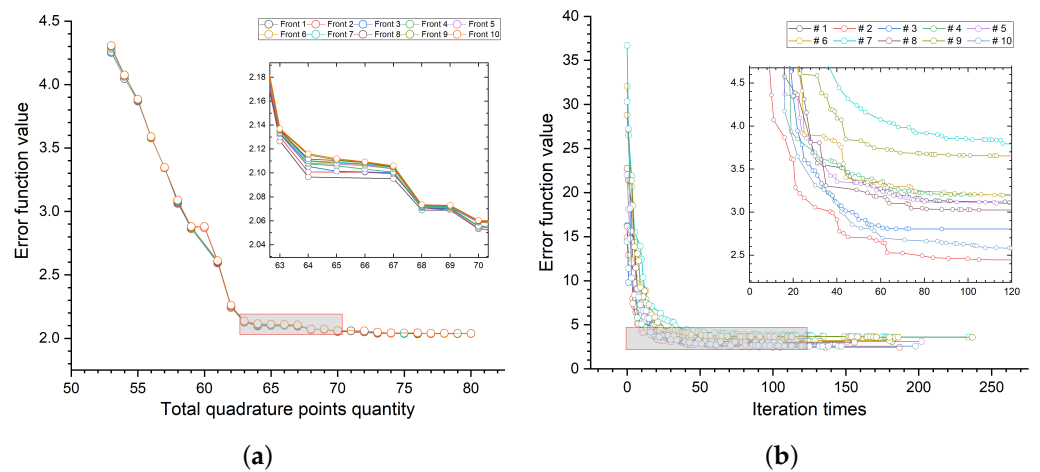 (a)
Front 1 Front 2 Front 3 Front 4 Front 5
Front 6 Front 7 Front 8 Front 9 Front 10
Error function value
4.5
4.0
3.5
3.0
2.5
2.0
2.18
2.16
2.14
2.12
2.10
2.08
2.06
2.04
63 64 65 66 67 68 69 70
50 55 60 65 70 75 80
Total quadrature points quantity
(a)
(b)
# 1 # 2 # 3 # 4 # 5
# 6 # 7 # 8 # 9 # 10
Error function value
40
35
30
25
20
15
10
5
0
4.5
4.0
3.5
3.0
2.5
0 20 40 60 80 100 120
0 50 100 150 200 250
Iteration times
(b)